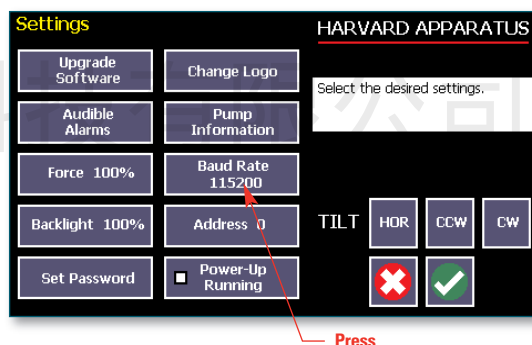 Settings
HARVARD APPARATUS
Upgrade
Software
Change Logo
Select the desired settings.
Audible
Alarms
Pump
Information
Force 100%
Baud Rate
115200
Backlight 100%
Address 0
TILT
HOR
CCW
CW
Set Password
Power-Up
Running
Press